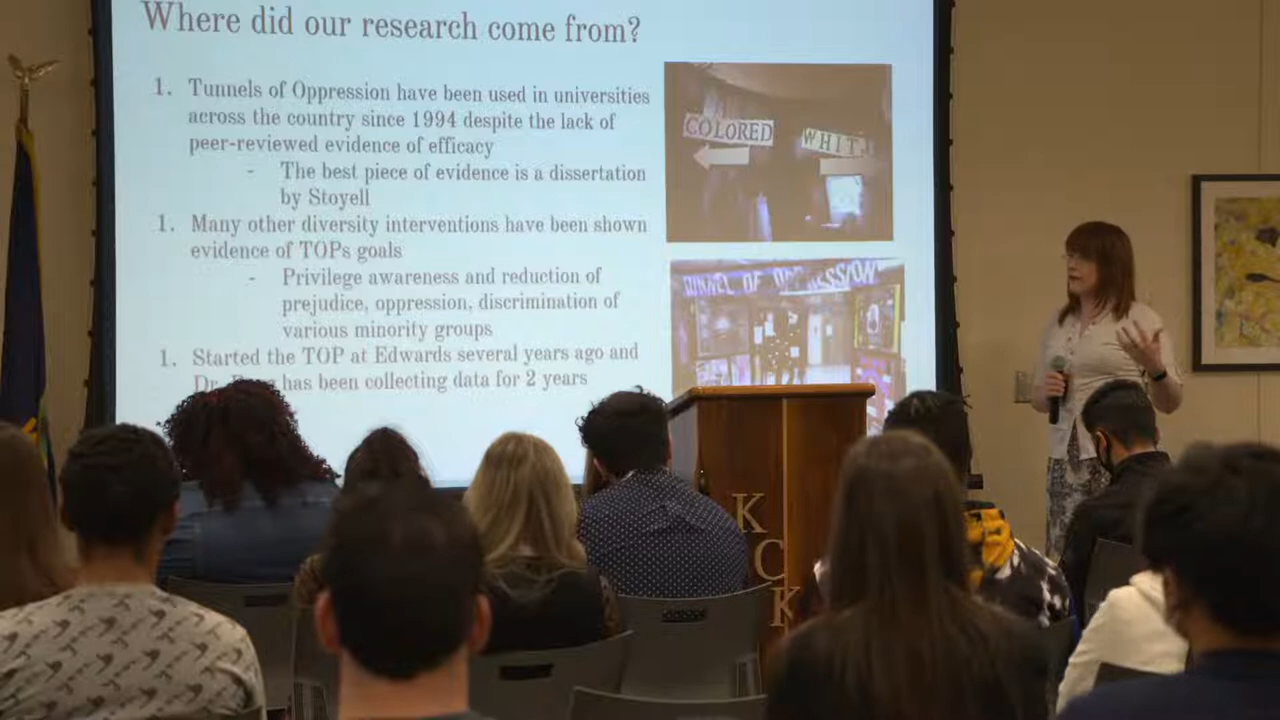 Where did our research come from?
1. Tunnels of Oppression have been used in universities
across the country since 1994 despite the lack of
peer-reviewed evidence of efficacy
- The best piece of evidence is a dissertation
by Stoyell
1. Many other diversity interventions have been shown
evidence of TOPs goals
- Privilege awareness and reduction of
prejudice, oppression, discrimination of
various minority groups
1. Started the TOP at Edwards several years ago and
Dr. has been collecting data for 2 years
COLORED
WHIT
TUNNEL OF OPPRESSION
K
C
K